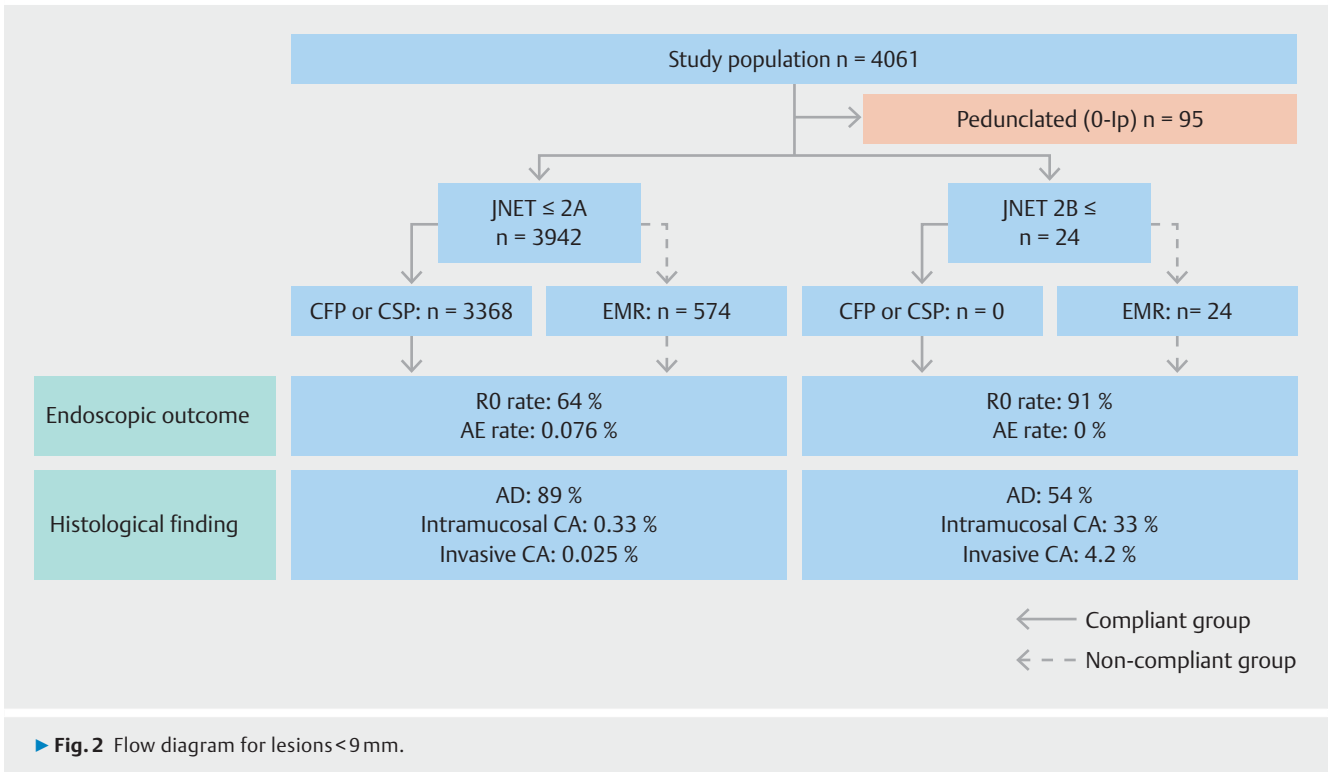 Study population n = 4061
Pedunclated (0-Ip) n = 95
JNET ≤ 2A
n = 3942
JNET 2B ≤
n = 24
CFP or CSP: n = 3368
EMR: n = 574
CFP or CSP: n = 0
EMR: n= 24
Endoscopic outcome
R0 rate: 64 %
AE rate: 0.076 %
R0 rate: 91 %
AE rate: 0 %
Histological finding
AD: 89 %
Intramucosal CA: 0.33 %
Invasive CA: 0.025 %
AD: 54 %
Intramucosal CA: 33 %
Invasive CA: 4.2 %
Compliant group
Non-compliant group
▶ Fig. 2 Flow diagram for lesions < 9 mm.